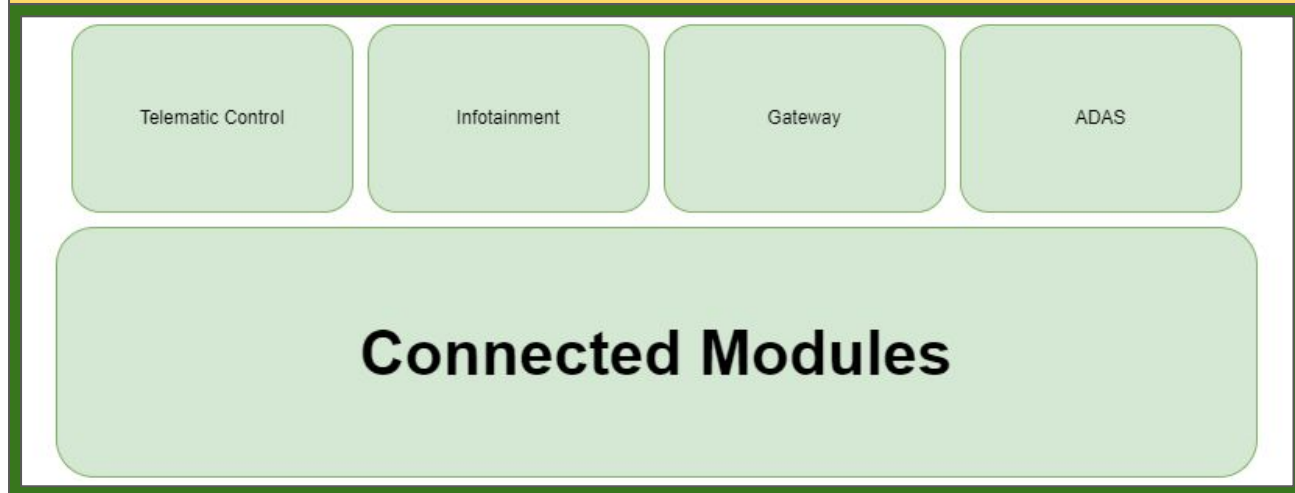 Telematic Control
Infotainment
Gateway
ADAS
Connected Modules